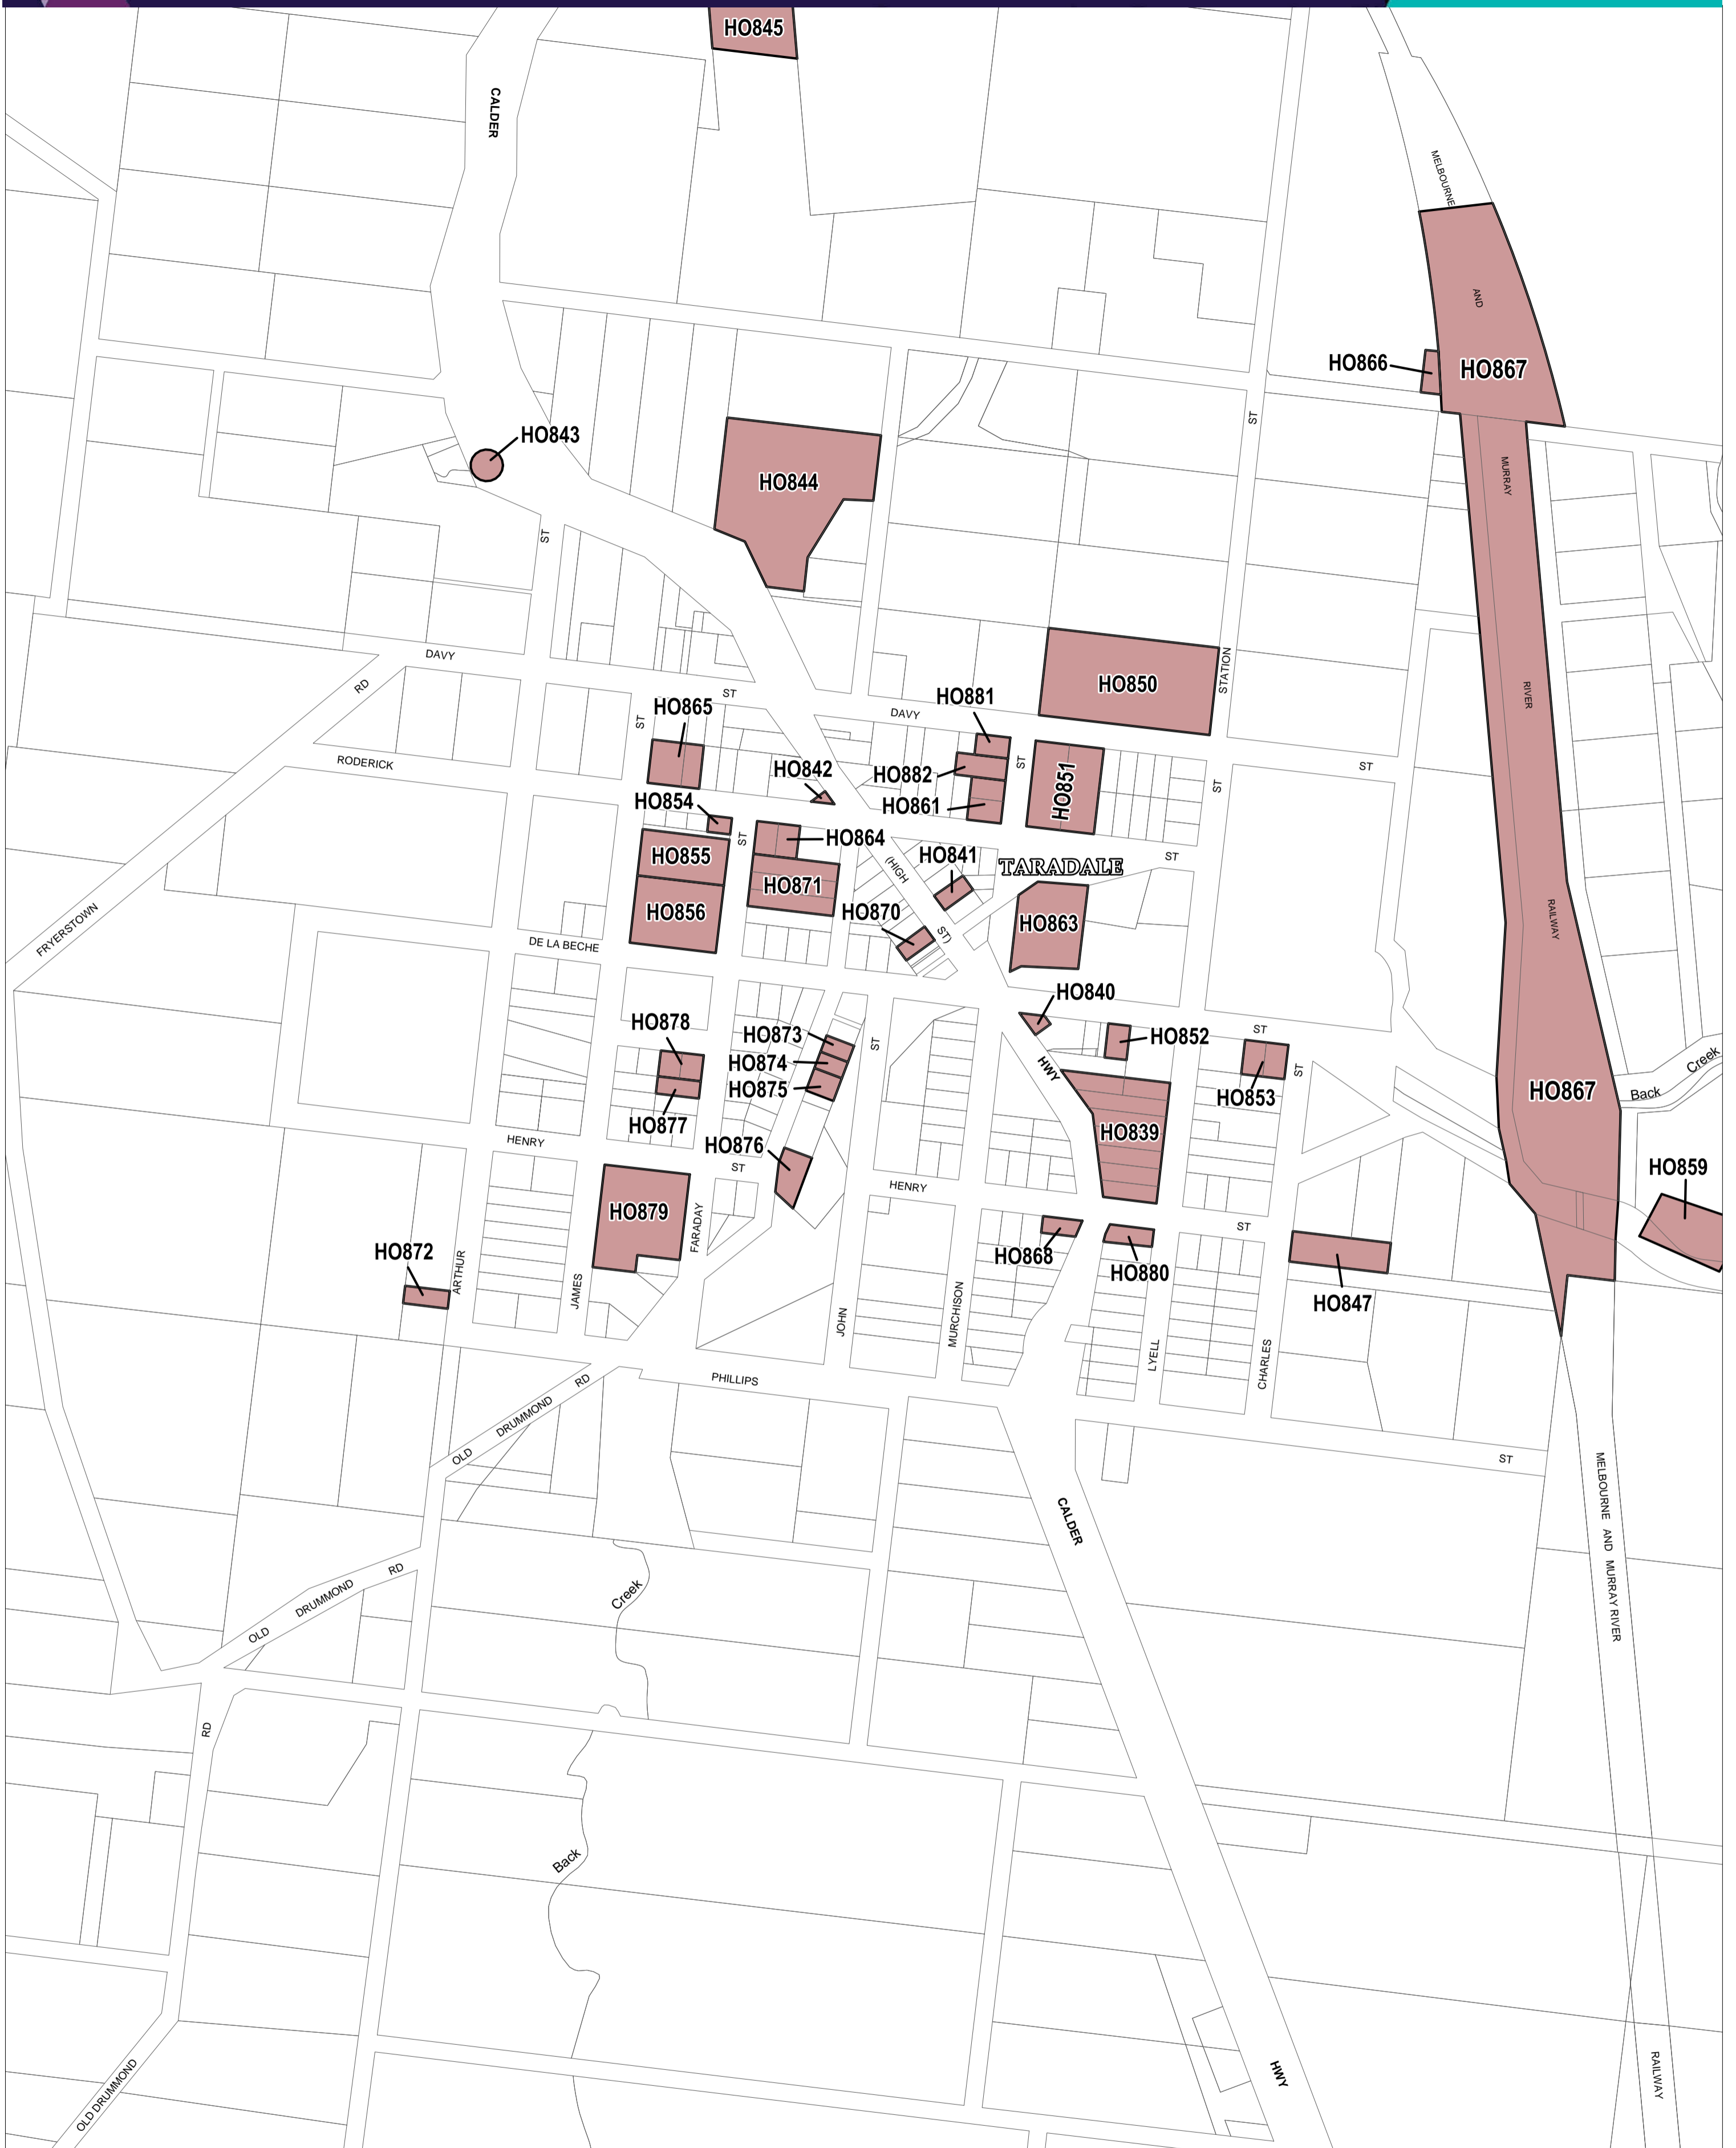 HO845
CALDER
MELBOURNE
AND
HO866
HO867
ST
HO843
MURRAY
HO844
ST
DAVY
STATION
RD
HO850
RIVER
ST
HO881
HO865
DAVY
ST
ST
RODERICK
HO842
HO882
HO851
ST
ST
HO854
HO861
ST
HO864
HO855
(HIGH
HO841
TARADALE
ST
HO871
HO856
HO870
HO863
RAILWAY
FRYERSTOWN
ST)
DE LA BECHE
HO840
HO878
HO873
ST
HO852
ST
HO874
HWY
Creek
HO875
HO853
ST
HO867
Back
HO877
HENRY
HO876
HO839
ST
HO859
HENRY
HO879
FARADAY
ST
HO872
ARTHUR
HO868
HO880
JAMES
HO847
JOHN
MURCHISON
LYELL
CHARLES
PHILLIPS
RD
DRUMMOND
OLD
ST
CALDER
MELBOURNE AND MURRAY RIVER
RD
DRUMMOND
Creek
OLD
RD
Back
HWY
RAILWAY
OLD DRUMMOND